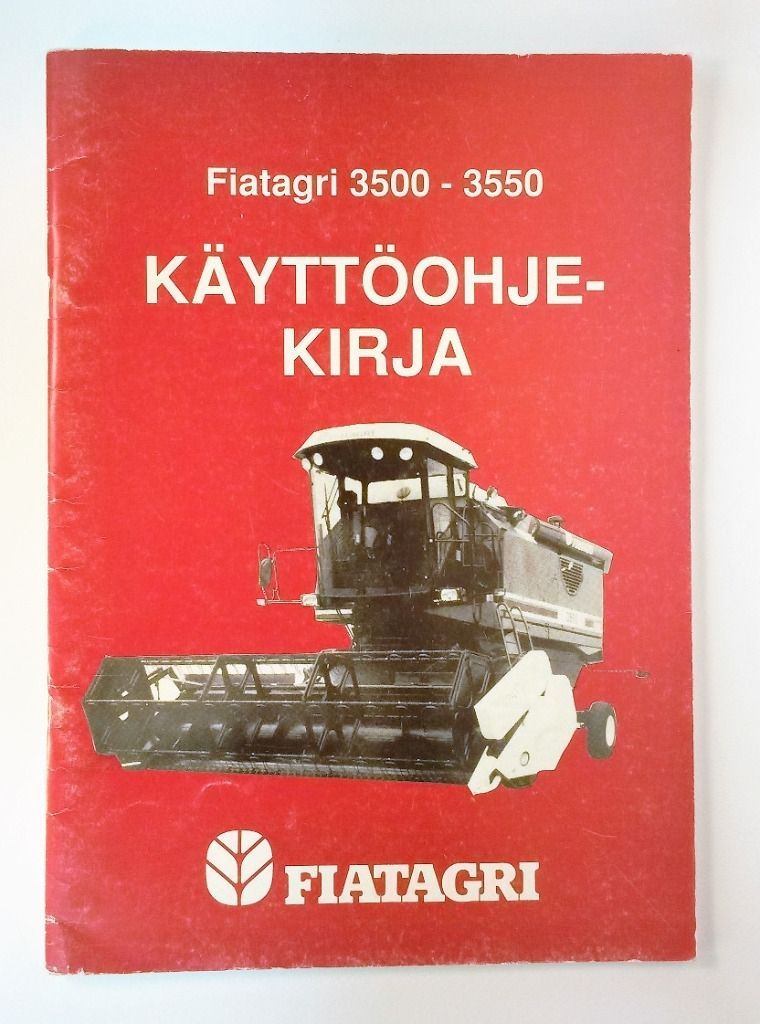 Fiatagri 3500 - 3550
KÄYTTÖOHJE-
KIRJA
FIATAGRI